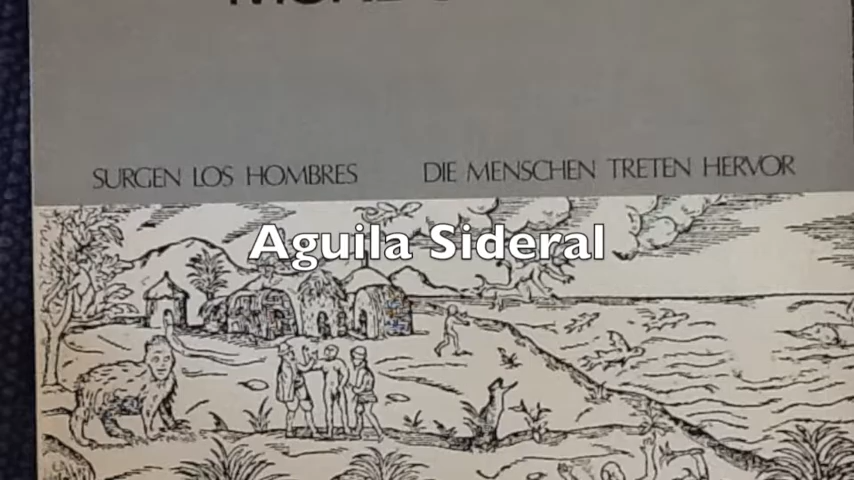 SURGEN LOS HOMBRES DIE MENSCHEN TRETEN HERVOR
Aguila Sideral